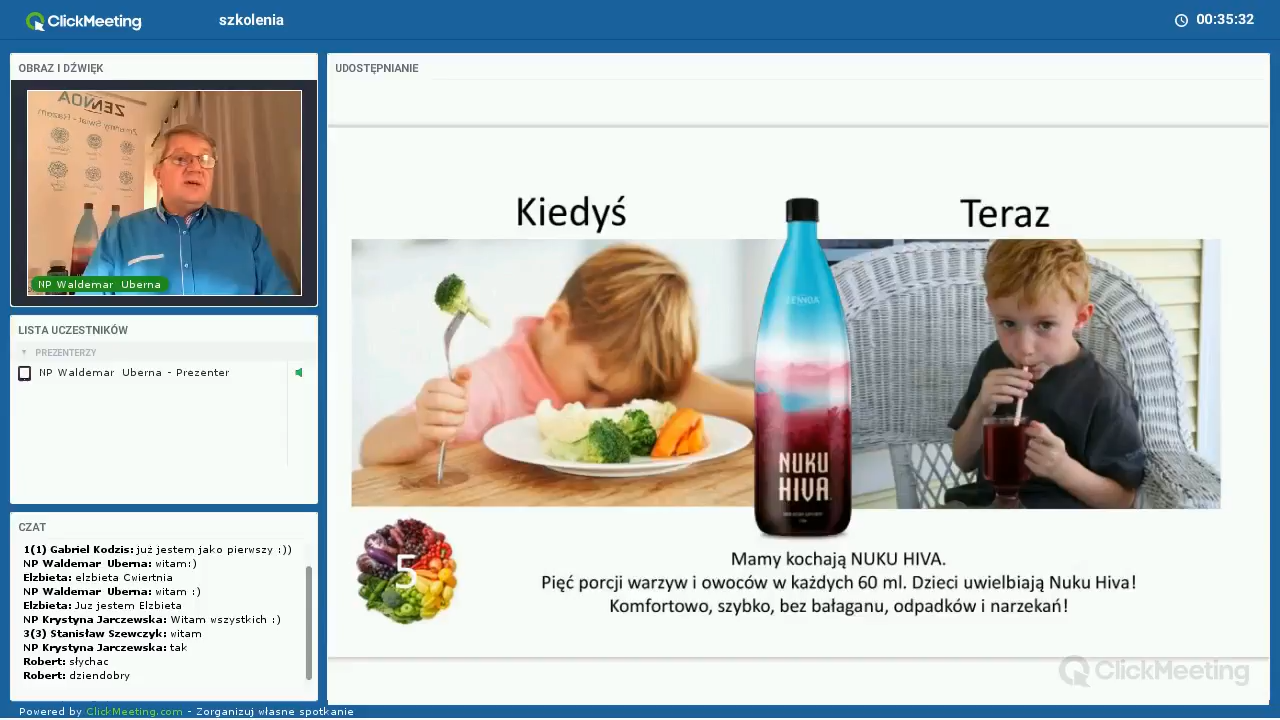 ClickMeeting
szkolenia
00:35:32
OBRAZ I DŹWIĘK
ZENNOA
NP Waldemar Uberna
LISTA UCZESTNIKÓW
PREZENTERZY
NP Waldemar Uberna - Prezenter
CZAT
1(1) Gabriel Kodzis: już jestem jako pierwszy :))
NP Waldemar Uberna: witam:)
Elzbieta: elzbieta Cwiertnia
NP Waldemar Uberna: witam :)
Elzbieta: Juz jestem Elzbieta
NP Krystyna Jarczewska: Witam wszystkich :)
3(3) Stanisław Szewczyk: witam
NP Krystyna Jarczewska: tak
Robert: słychac
Robert: dziendobry
Powered by ClickMeeting.com - Zorganizuj własne spotkanie
UDOSTĘPNIANIE
Kiedyś
Teraz
ZENNOA
NUKU
HIVA
5
Mamy kochają NUKU HIVA.
Pięć porcji warzyw i owoców w każdych 60 ml. Dzieci uwielbiają Nuku Hiva!
Komfortowo, szybko, bez bałaganu, odpadków i narzekań!
ClickMeeting